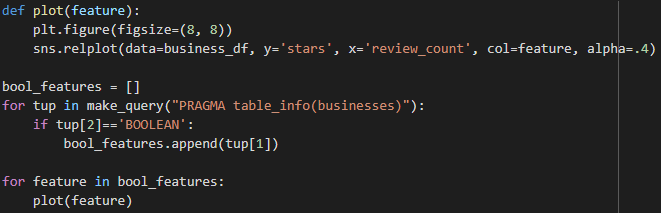 def plot(feature):
    plt.figure(figsize=(8, 8))
    sns.relplot(data=business_df, y='stars', x='review_count', col=feature, alpha=.4)

bool_features = []
for tup in make_query("PRAGMA table_info(businesses)"):
    if tup[2]=='BOOLEAN':
        bool_features.append(tup[1])

for feature in bool_features:
    plot(feature)